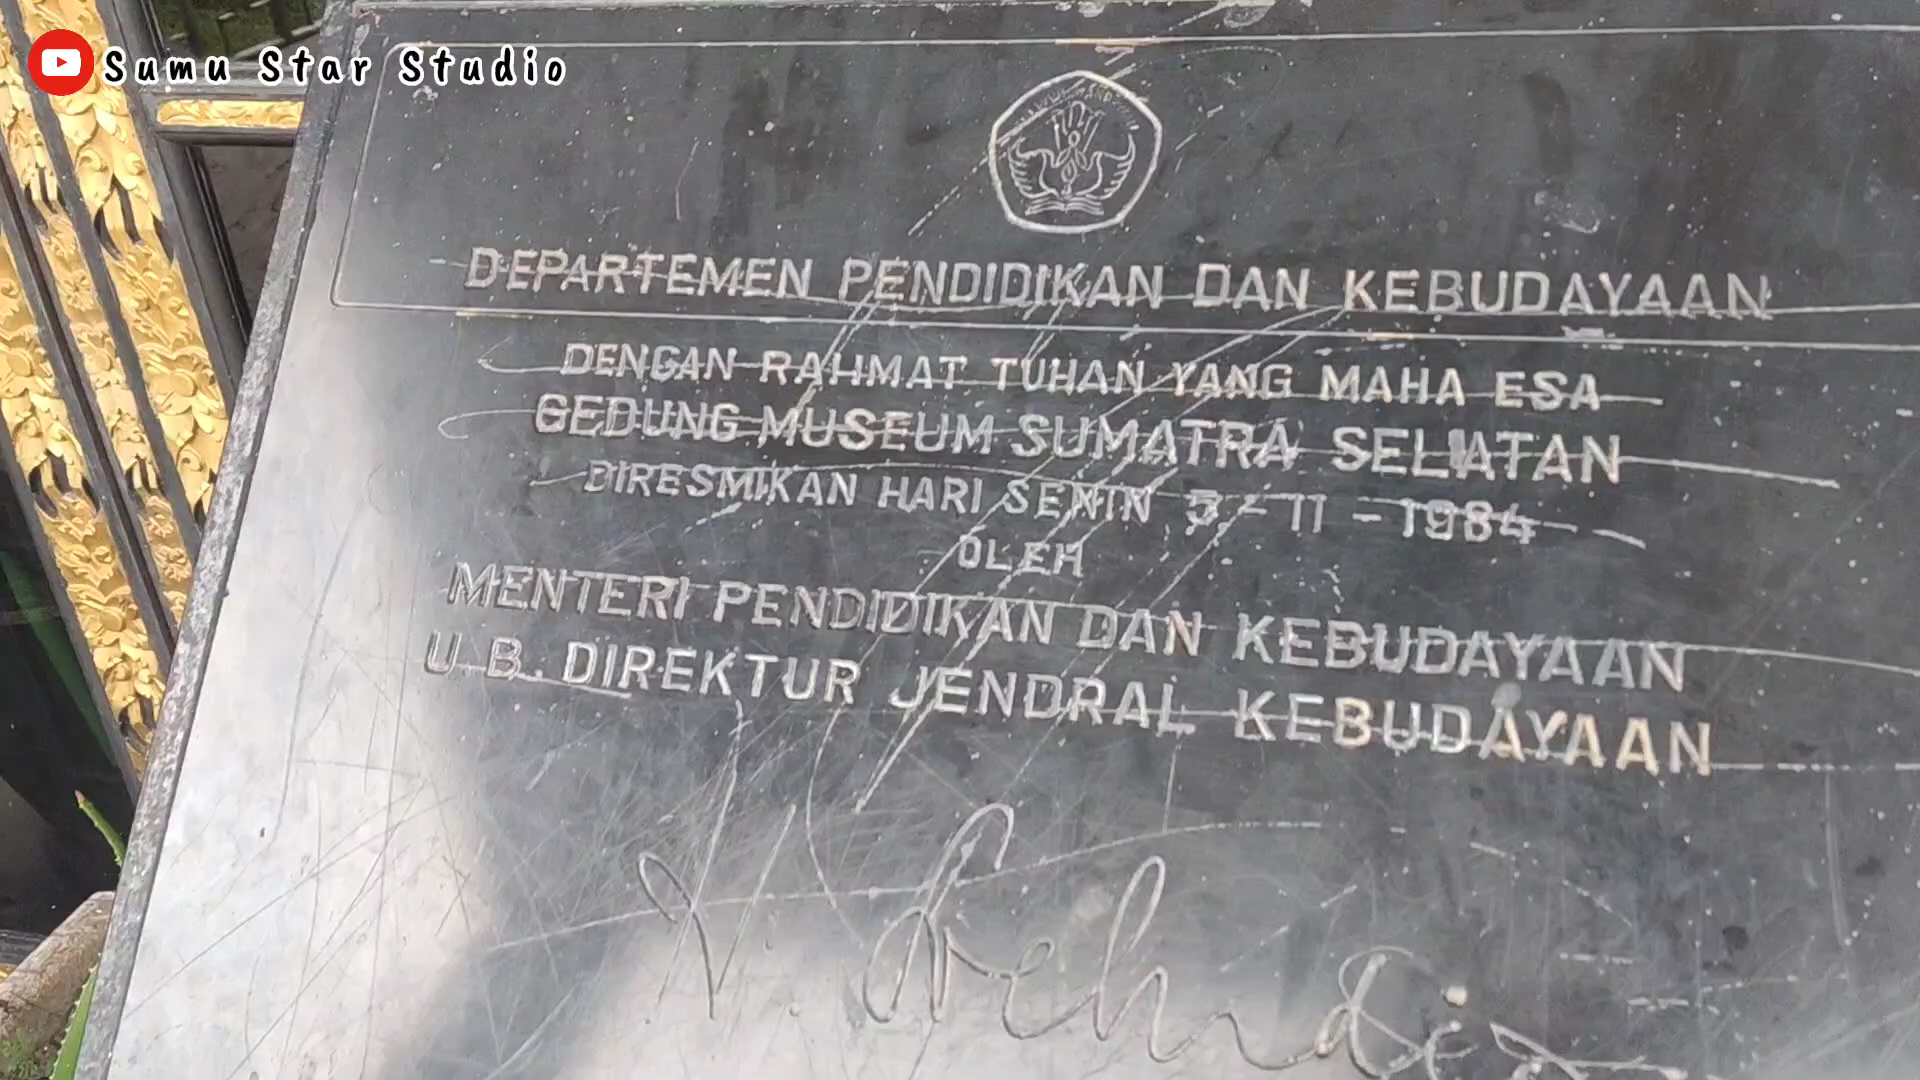 Sumu Star Studio
DEPARTEMEN PENDIDIKAN DAN KEBUDAYAAN
DENGAN RAHMAT TUHAN YANG MAHA ESA
GEDUNG MUSEUM SUMATRA SELATAN
DIRESMIKAN HARI SENIN 5 - 11 - 1984
OLEH
MENTERI PENDIDIKAN DAN KEBUDAYAAN
U.B. DIREKTUR JENDRAL KEBUDAYAAN